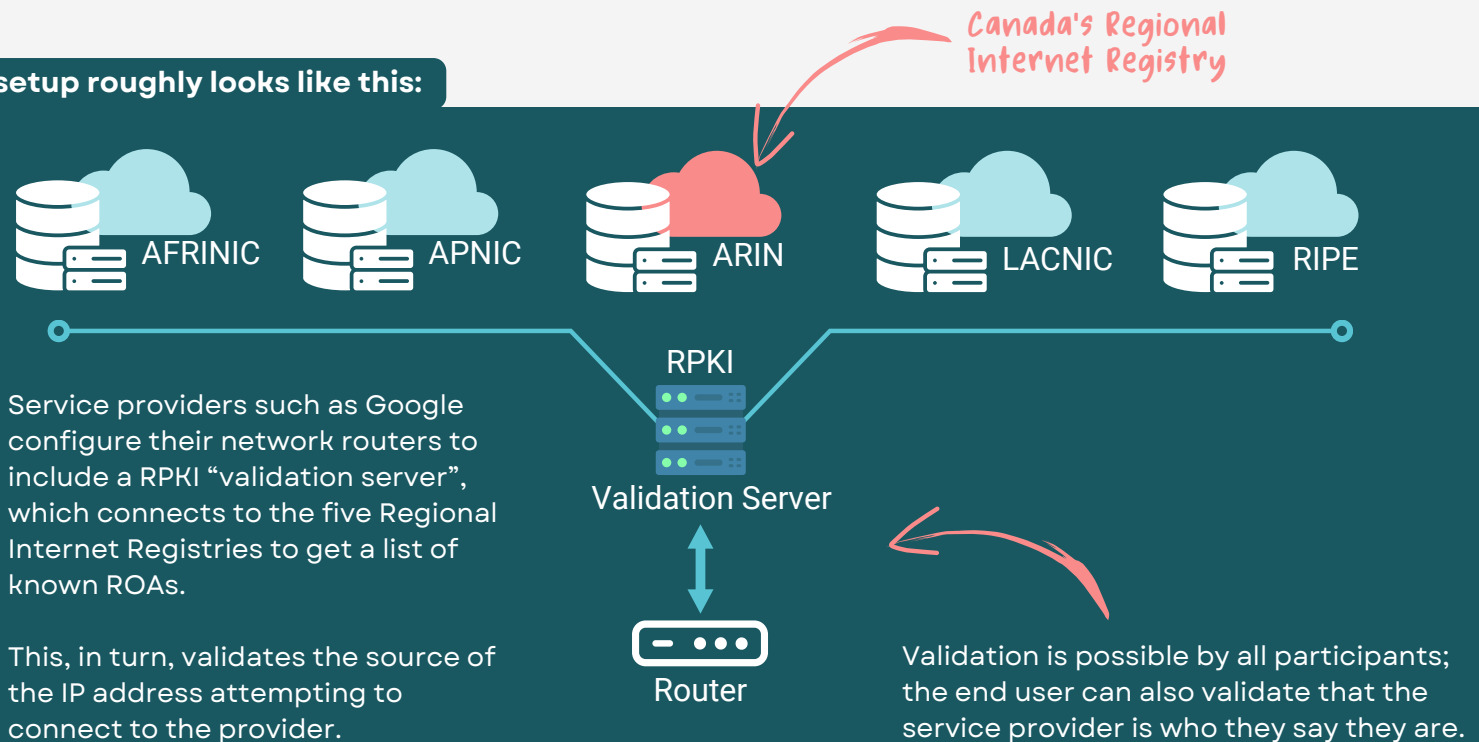 Canada's Regional
Internet Registry
setup roughly looks like this:
AFRINIC
APNIC
ARIN
LACNIC
RIPE
RPKI
Validation Server
Router
Service providers such as Google
configure their network routers to
include a RPKI “validation server”,
which connects to the five Regional
Internet Registries to get a list of
known ROAs.
This, in turn, validates the source of
the IP address attempting to
connect to the provider.
Validation is possible by all participants;
the end user can also validate that the
service provider is who they say they are.